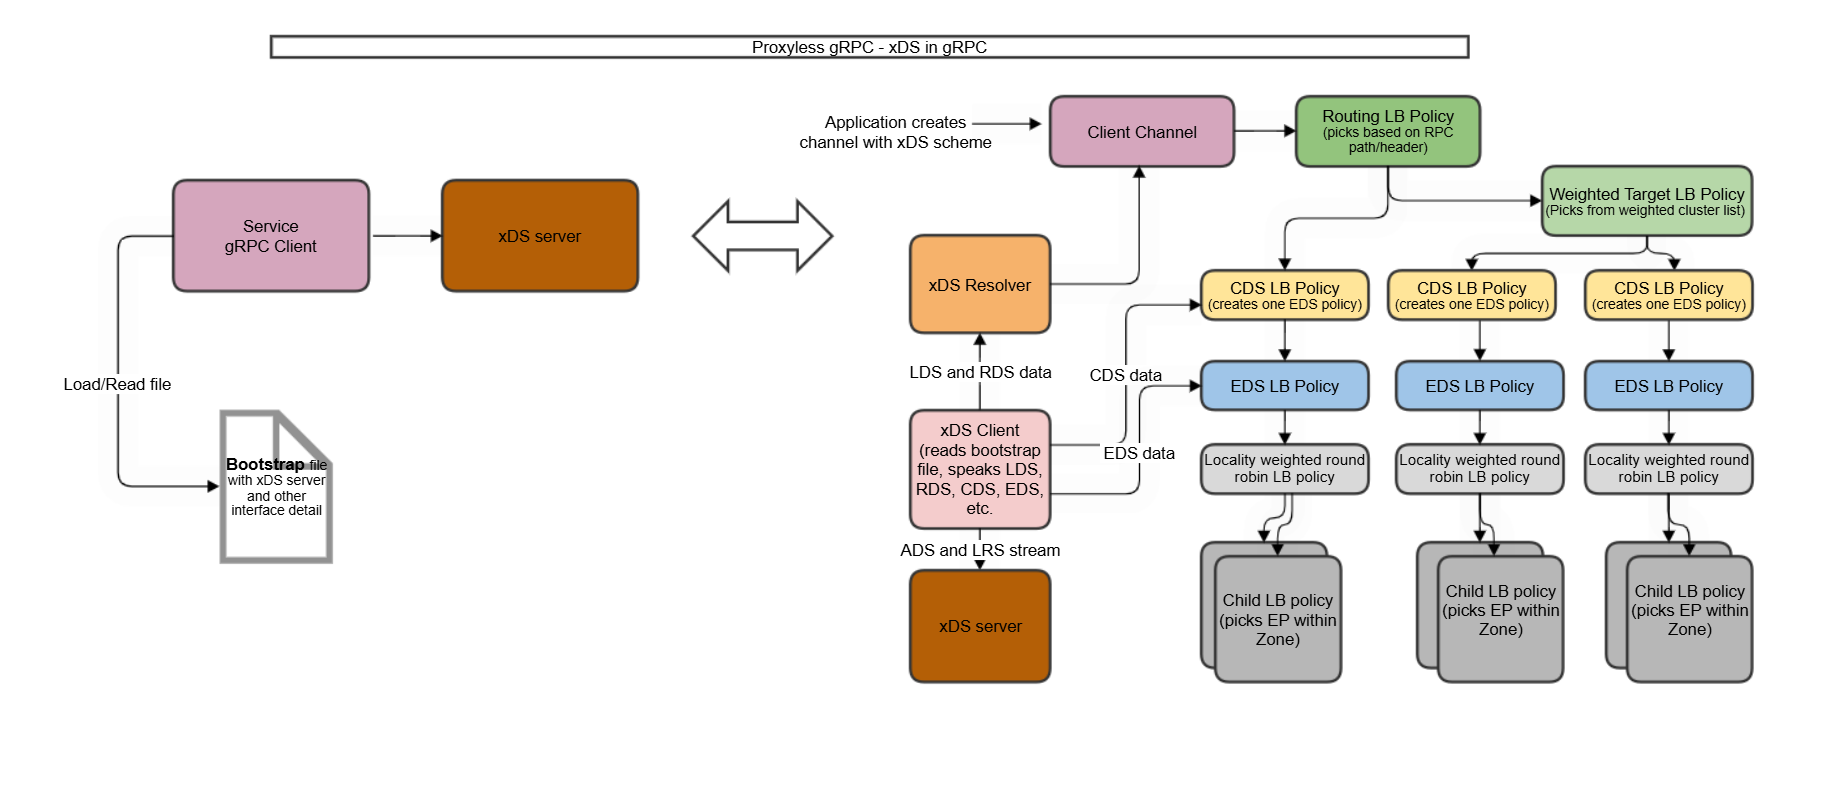 Proxyless gRPC - xDS in gRPC
Service
gRPC Client
xDS server
Load/Read file
Bootstrap file
with xDS server
and other
interface detail
Application creates
channel with xDS scheme
Client Channel
Routing LB Policy
(picks based on RPC
path/header)
Weighted Target LB Policy
(Picks from weighted cluster list)
xDS Resolver
LDS and RDS data
xDS Client
(reads bootstrap
file, speaks LDS,
RDS, CDS, EDS,
etc.
ADS and LRS stream
xDS server
CDS data
EDS data
CDS LB Policy
(creates one EDS policy)
CDS LB Policy
(creates one EDS policy)
CDS LB Policy
(creates one EDS policy)
EDS LB Policy
EDS LB Policy
EDS LB Policy
Locality weighted round
robin LB policy
Locality weighted round
robin LB policy
Locality weighted round
robin LB policy
Child LB policy
(picks EP within
Zone)
Child LB policy
(picks EP within
Zone)
Child LB policy
(picks EP within
Zone)